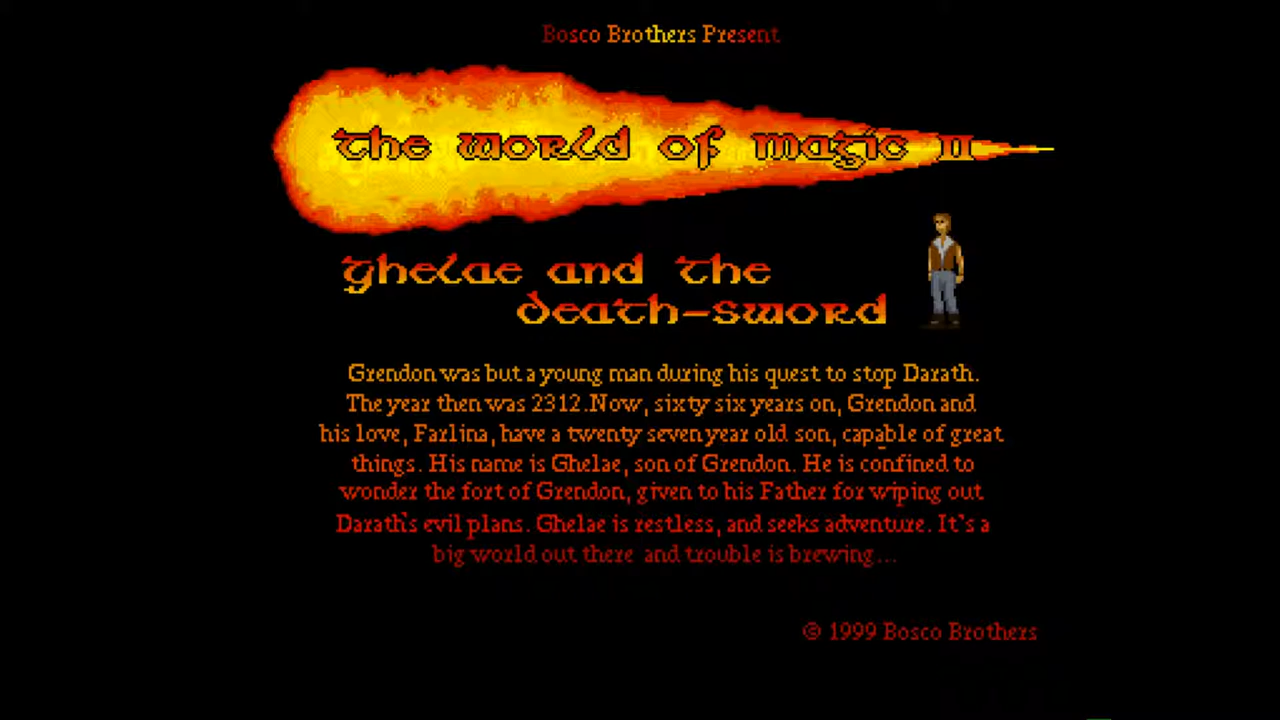 Bosco Brothers Present
The World of Magic II
Ghelae and the
Death-Sword
Grendon was but a young man during his quest to stop Darath.
The year then was 2312.Now, sixty six years on, Grendon and
his love, Farlina, have a twenty seven year old son, capable of great
things. His name is Ghelae, son of Grendon. He is confined to
wonder the fort of Grendon, given to his Father for wiping out
Darath's evil plans. Ghelae is restless, and seeks adventure. It's a
big world out there and trouble is brewing...
© 1999 Bosco Brothers